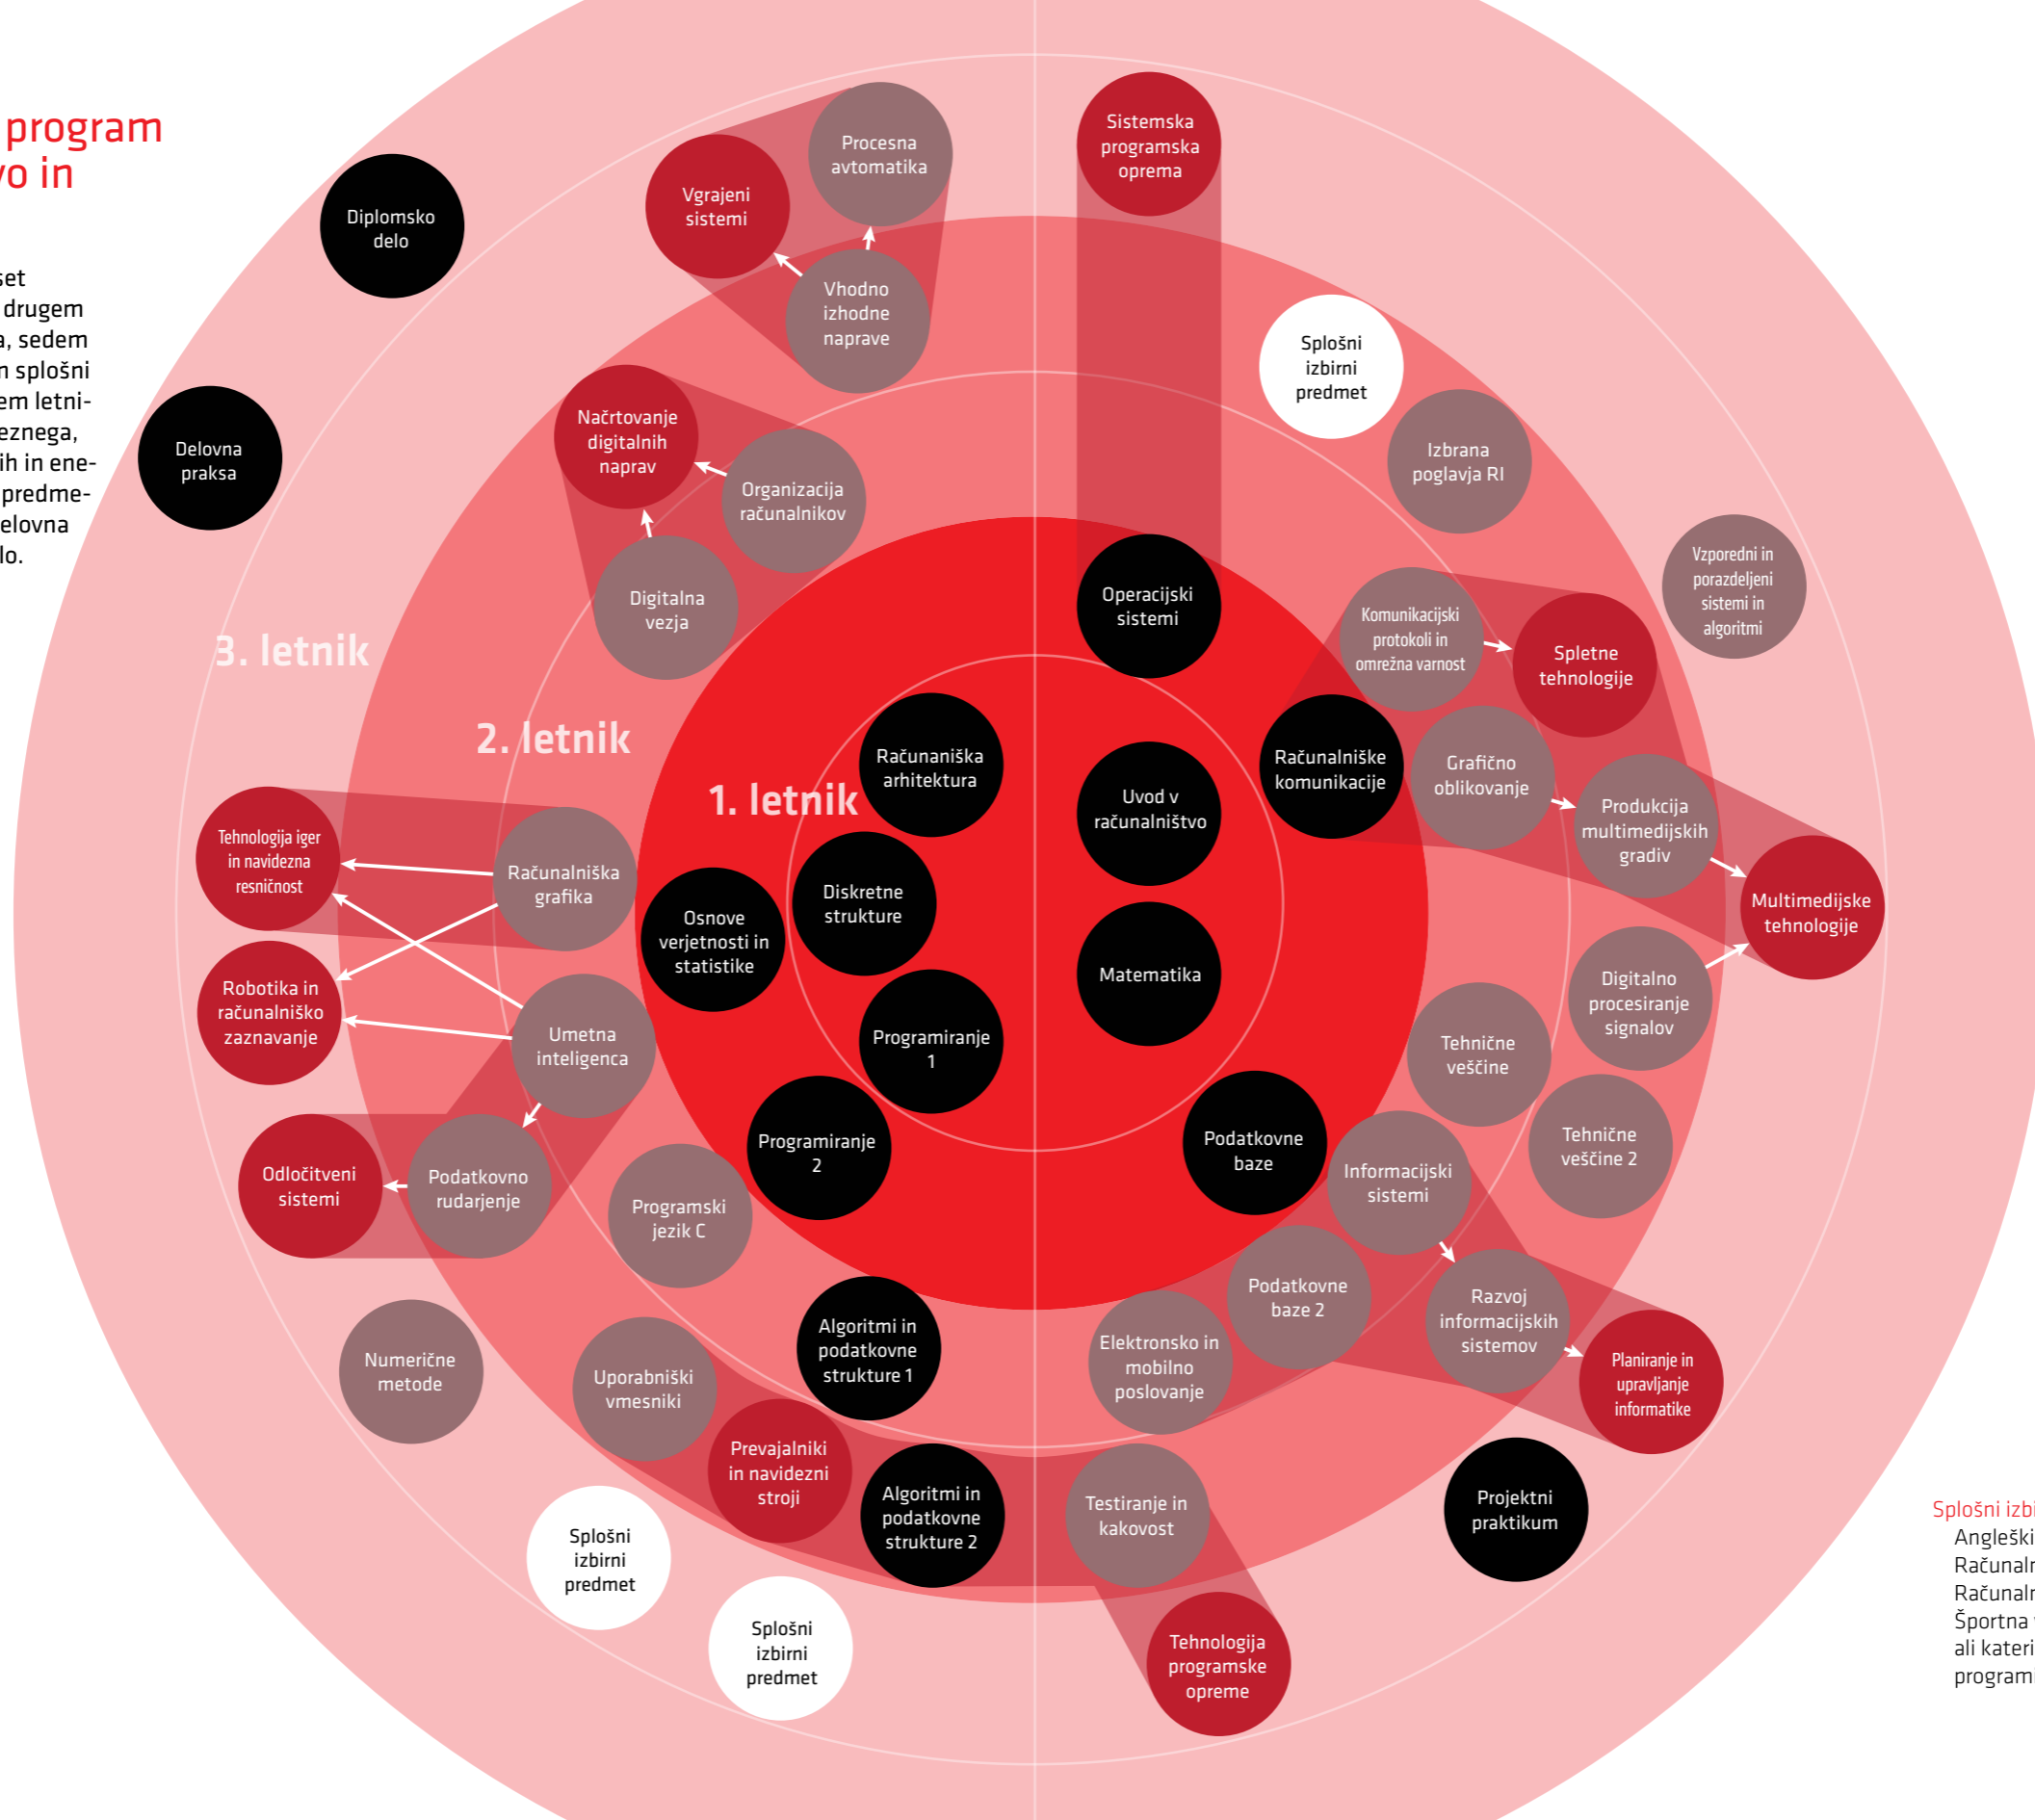 program
vo in
set
drugem
a, sedem
n splošni
em letni-
eznega,
ih in ene-
predme-
elovna
lo.
Diplomsko
delo
Delovna
praksa
Vgrajeni
sistemi
Procesna
avtomatika
Vhodno
izhodne
naprave
Sistemska
programska
oprema
Splošni
izbirni
predmet
Izbrana
poglavja RI
Vzporedni in
porazdeljeni
sistemi in
algoritmi
Načrtovanje
digitalnih
naprav
Organizacija
računalnikov
Digitalna
vezja
Operacijski
sistemi
Komunikacijski
protokoli in
omrežna varnost
Spletne
tehnologije
3. letnik
2. letnik
1. letnik
Računaniška
arhitektura
Uvod v
računalništvo
Računalniške
komunikacije
Grafično
oblikovanje
Produkcija
multimedijskih
gradiv
Multimedijske
tehnologije
Tehnologija iger
in navidezna
resničnost
Računalniška
grafika
Osnove
verjetnosti in
statistike
Diskretne
strukture
Matematika
Digitalno
procesiranje
signalov
Robotika in
računalniško
zaznavanje
Umetna
inteligenca
Programiranje
1
Tehnične
veščine
Tehnične
veščine 2
Odločitveni
sistemi
Podatkovno
rudarjenje
Programiranje
2
Podatkovne
baze
Informacijski
sistemi
Programski
jezik C
Podatkovne
baze 2
Razvoj
informacijskih
sistemov
Planiranje in
upravljanje
informatike
Numerične
metode
Uporabniški
vmesniki
Algoritmi in
podatkovne
strukture 1
Elektronsko in
mobilno
poslovanje
Prevajalniki
in navidezni
stroji
Algoritmi in
podatkovne
strukture 2
Testiranje in
kakovost
Projektni
praktikum
Splošni
izbirni
predmet
Splošni
izbirni
predmet
Tehnologija
programske
opreme
Splošni izbi
Angleški
Računaln
Računaln
Športna
ali kateri
programi